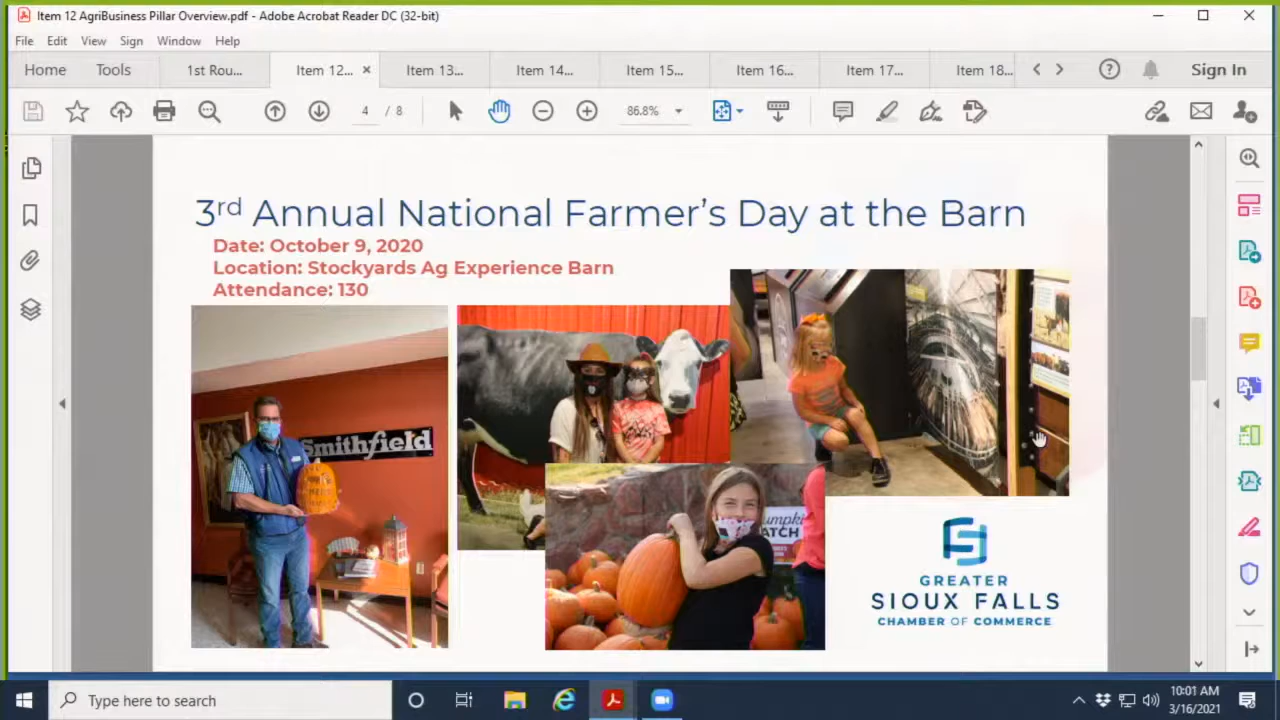 Item 12 AgriBusiness Pillar Overview.pdf - Adobe Acrobat Reader DC (32-bit)
File Edit View Sign Window Help
Home Tools 1st Rou... Item 12... Item 13... Item 14... Item 15... Item 16... Item 17... Item 18... Sign In
4 / 8 86.8%
3rd Annual National Farmer's Day at the Barn
Date: October 9, 2020
Location: Stockyards Ag Experience Barn
Attendance: 130
Smithfield
GREATER
SIOUX FALLS
CHAMBER OF COMMERCE
Type here to search
10:01 AM
3/16/2021